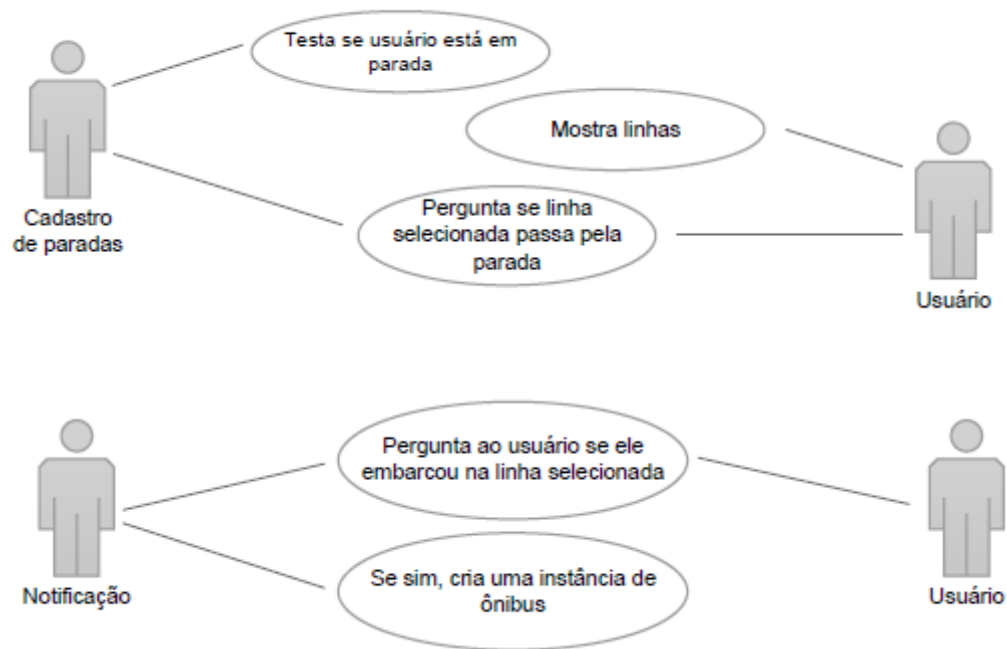 Testa se usuário está em
parada
Mostra linhas
Cadastro
de paradas
Pergunta se linha
selecionada passa pela
parada
Usuário
Pergunta ao usuário se ele
embarcou na linha selecionada
Notificação
Se sim, cria uma instância de
ônibus
Usuário